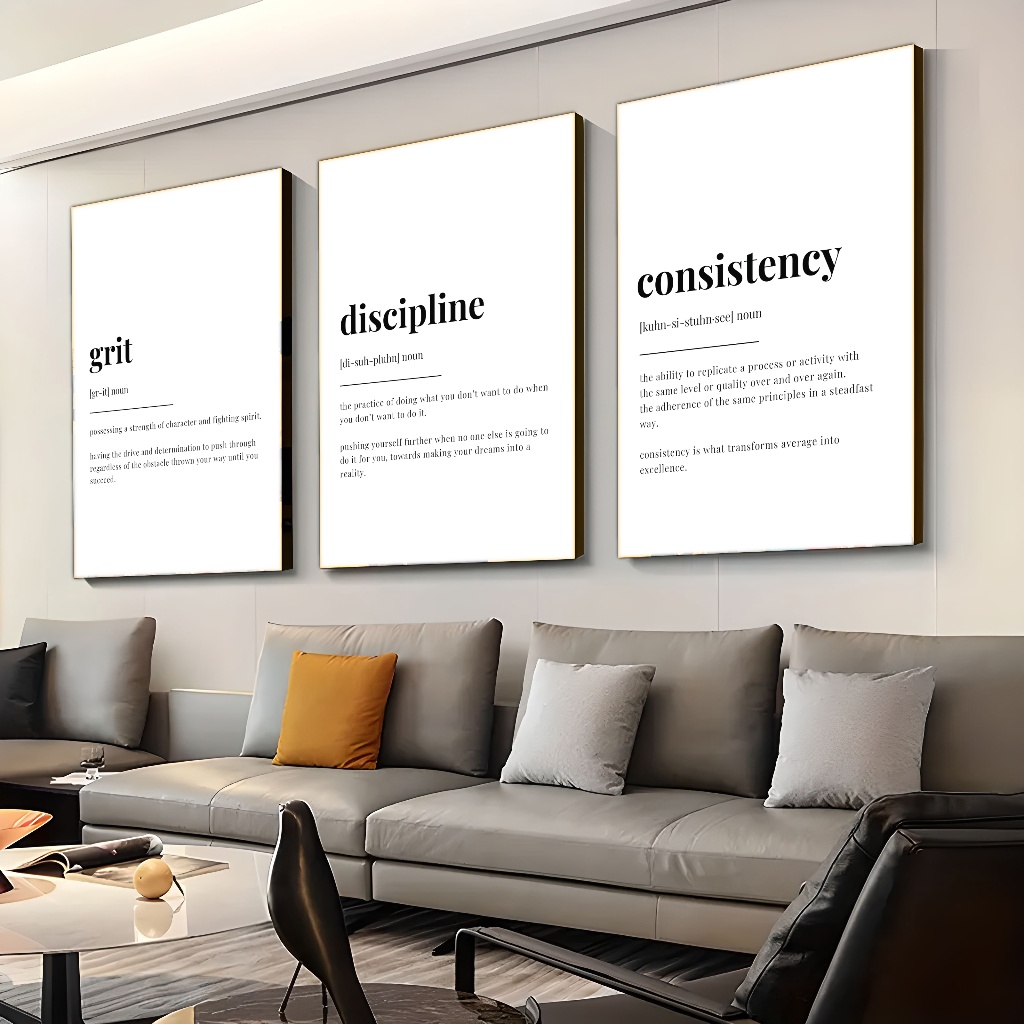 grit
[gr-it] noun
possessing a strength of character and fighting spirit.
having the drive and determination to push through
regardless of the obstacle thrown your way until you
succeed.
discipline
[di-suh-pluhn] noun
the practice of doing what you don't want to do when
you don't want to do it.
pushing yourself further when no one else is going to
do it for you, towards making your dreams into a
reality.
consistency
[kuhn-si-stuhn-see] noun
the ability to replicate a process or activity with
the same level or quality over and over again.
the adherence of the same principles in a steadfast
way.
consistency is what transforms average into
excellence.